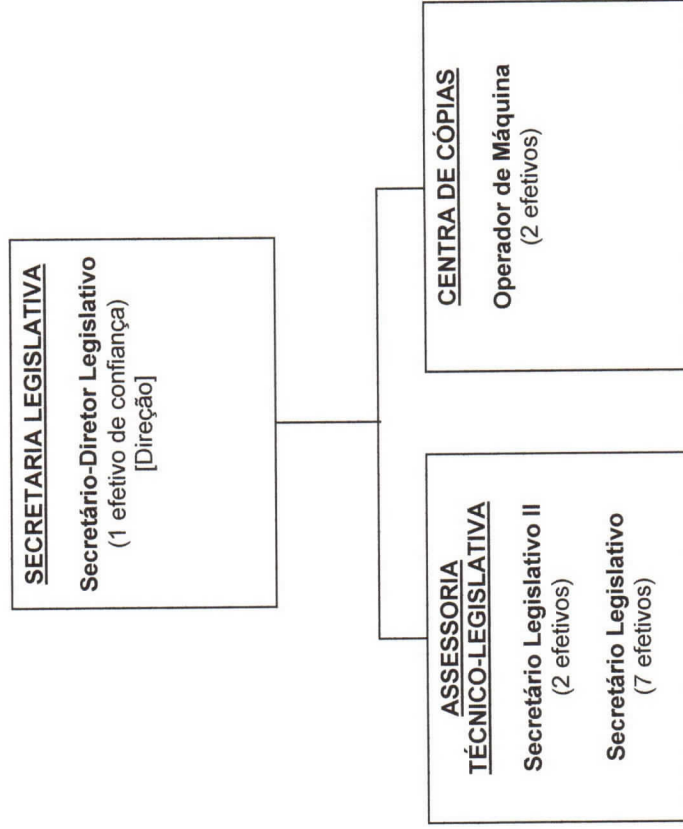 SECRETARIA LEGISLATIVA
Secretário-Diretor Legislativo
(1 efetivo de confiança)
[Direção]
ASSESSORIA
TÉCNICO-LEGISLATIVA
Secretário Legislativo II
(2 efetivos)
Secretário Legislativo
(7 efetivos)
CENTRA DE CÓPIAS
Operador de Máquina
(2 efetivos)